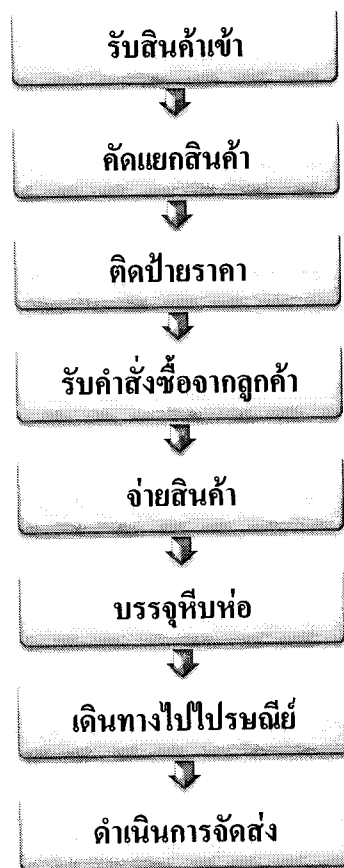 รับสินค้าเข้า
คัดแยกสินค้า
ติดป้ายราคา
รับคำสั่งซื้อจากลูกค้า
จ่ายสินค้า
บรรจุหีบห่อ
เดินทางไปไปรษณีย์
ดำเนินการจัดส่ง